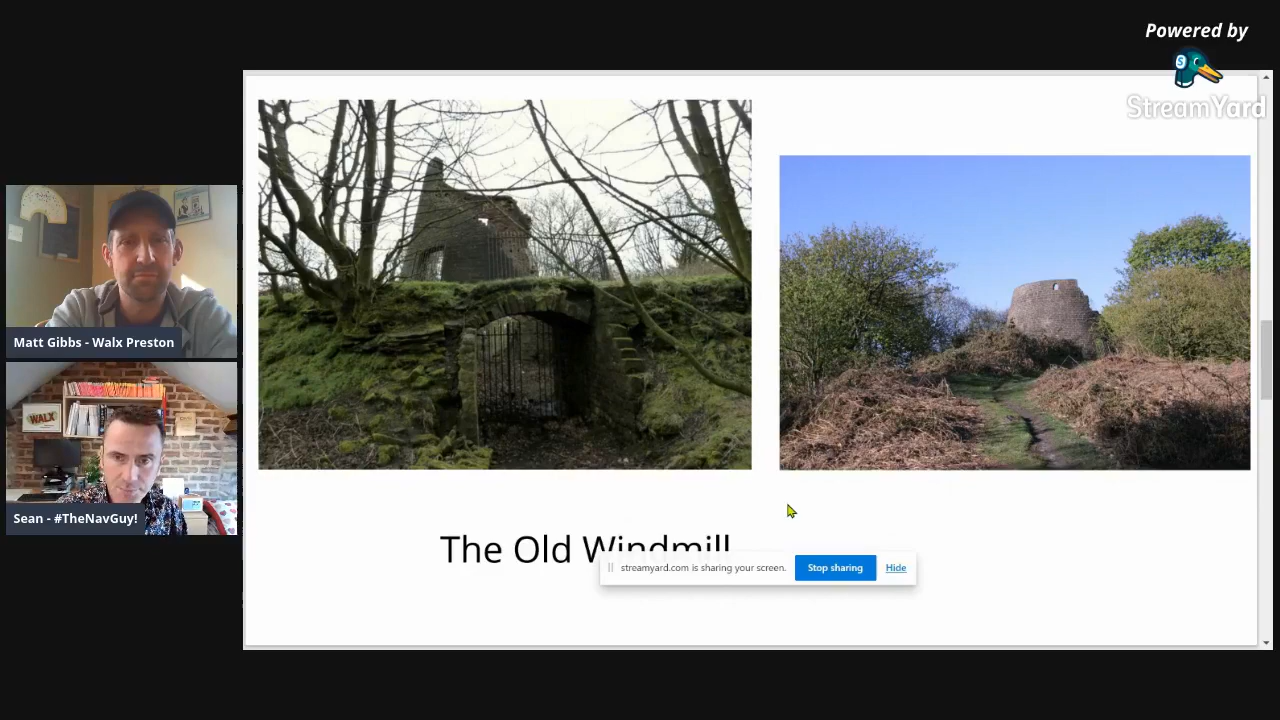 Powered by
StreamYard
Matt Gibbs - Walx Preston
WALX
Sean - #TheNavGuy!
The Old Windmill
streamyard.com is sharing your screen.
Stop sharing
Hide